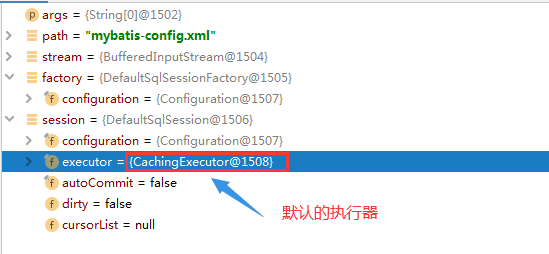 args = {String[0]@1502}
path = "mybatis-config.xml"
stream = {BufferedInputStream@1504}
factory = {DefaultSqlSessionFactory@1505}
configuration = {Configuration@1507}
session = {DefaultSqlSession@1506}
configuration = {Configuration@1507}
executor = {CachingExecutor@1508}
autoCommit = false
dirty = false
默认的执行器
cursorList = null